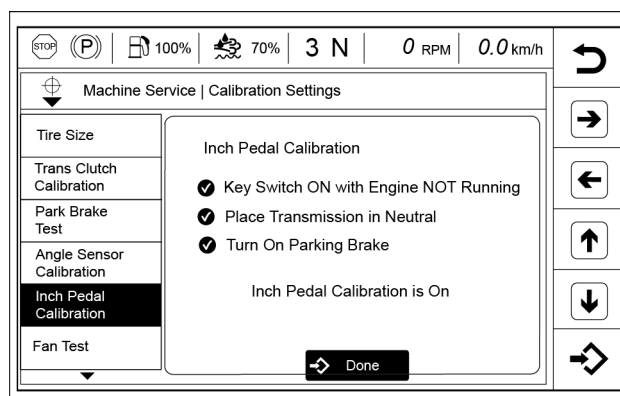 STOP (P) 100% 70% 3 N 0 RPM 0.0 km/h
Machine Service | Calibration Settings
Tire Size
Trans Clutch
Calibration
Park Brake
Test
Angle Sensor
Calibration
Inch Pedal
Calibration
Fan Test
Inch Pedal Calibration
Key Switch ON with Engine NOT Running
Place Transmission in Neutral
Turn On Parking Brake
Inch Pedal Calibration is On
Done